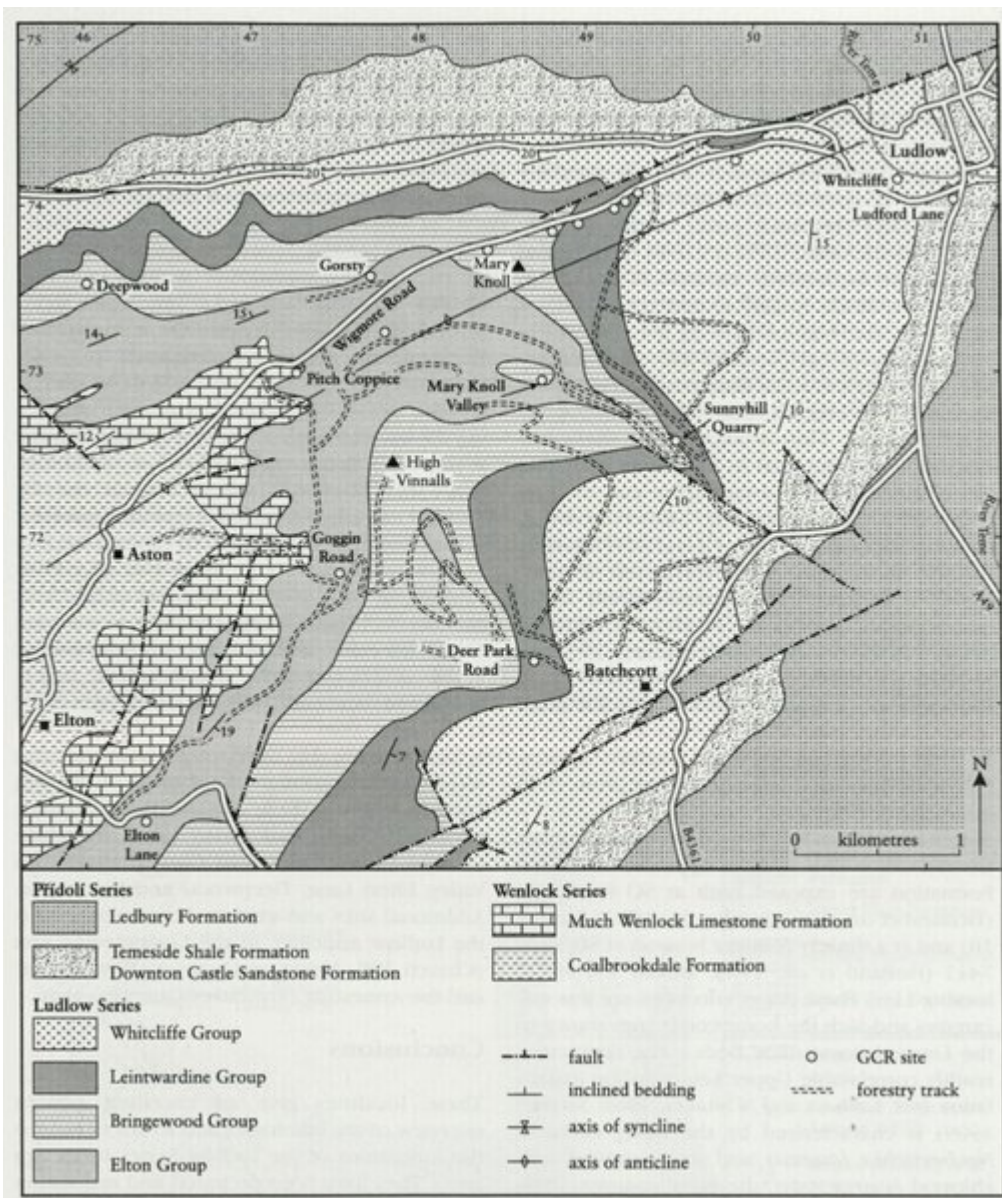 46 47 48 49 50 51
75
River Teme
20
20
Ludlow
Whitcliffe
74
Ludford Lane
15
Gorsty
Mary
Knoll
Deepwood
15
14
Wigmore Road
73
Pitch Coppice
Mary Knoll
Valley
Sunnyhill
Quarry
10
12
High
Vinnalls
10
River Teme
72
Aston
Goggin
Road
A49
Deer Park
Road
Batchcott
71
Elton
19
7
N
8
0 kilometres 1
Elton
Lane
B4361
Přídolí Series
Ledbury Formation
Temeside Shale Formation
Downton Castle Sandstone Formation
Ludlow Series
Whitcliffe Group
Leintwardine Group
Bringewood Group
Elton Group
Wenlock Series
Much Wenlock Limestone Formation
Coalbrookdale Formation
fault
inclined bedding
axis of syncline
axis of anticline
GCR site
forestry track